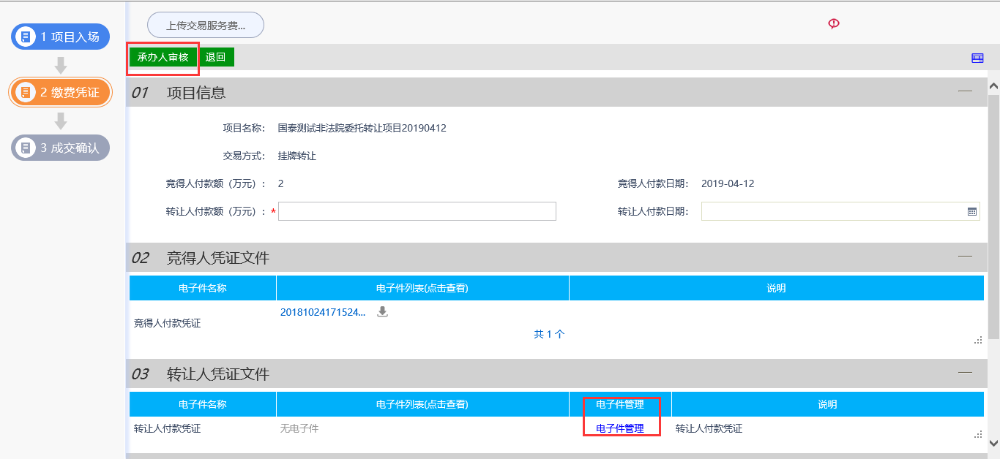 1 项目入场
2 缴费凭证
3 成交确认
上传交易服务费...
承办人审核 退回
01 项目信息
项目名称： 国泰测试非法院委托转让项目20190412
交易方式： 挂牌转让
竞得人付款额（万元）： 2 竞得人付款日期： 2019-04-12
转让人付款额（万元）：* 转让人付款日期：
02 竞得人凭证文件
电子件名称 电子件列表(点击查看) 说明
竞得人付款凭证 20181024171524...
共 1 个
03 转让人凭证文件
电子件名称 电子件列表(点击查看) 电子件管理 说明
转让人付款凭证 无电子件 电子件管理 转让人付款凭证